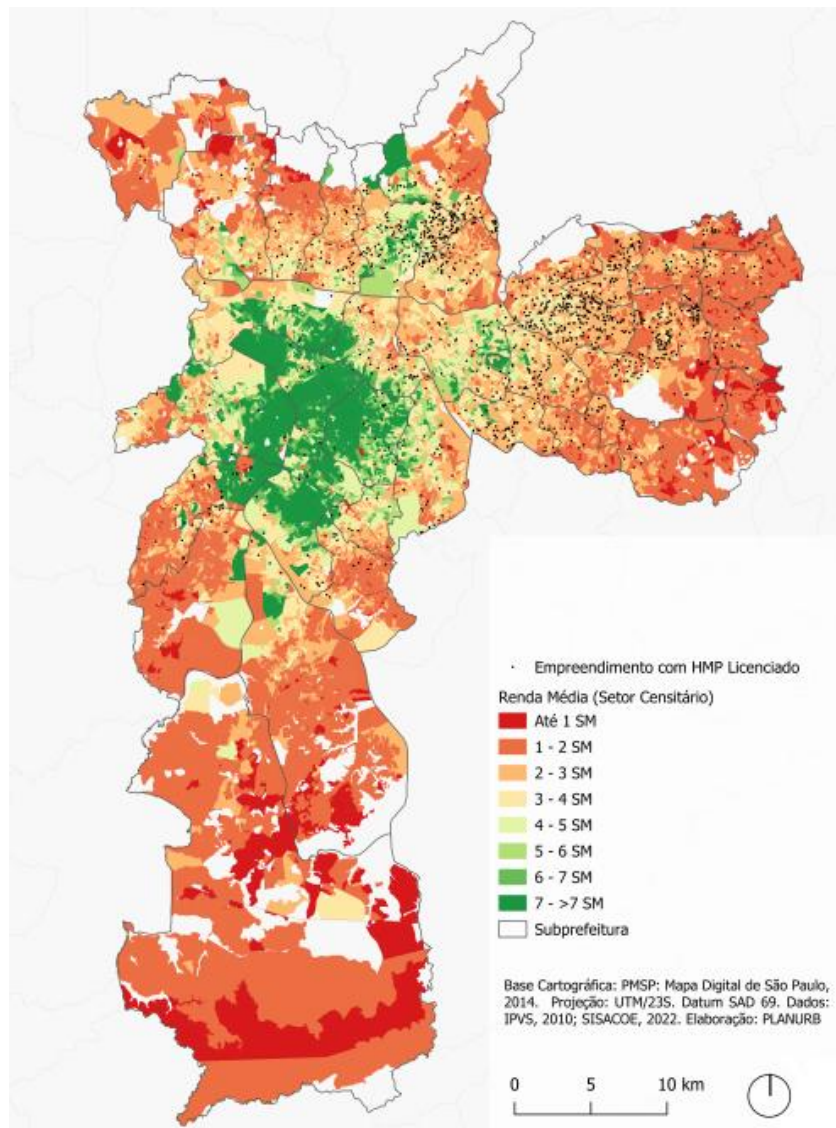 Empreendimento com HMP Licenciado
Renda Média (Setor Censitário)
Até 1 SM
1 - 2 SM
2 - 3 SM
3 - 4 SM
4 - 5 SM
5 - 6 SM
6 - 7 SM
7 - >7 SM
Subprefeitura
Base Cartográfica: PMSP: Mapa Digital de São Paulo,
2014. Projeção: UTM/23S. Datum SAD 69. Dados:
IPVS, 2010; SISACOE, 2022. Elaboração: PLANURB
0 5 10 km